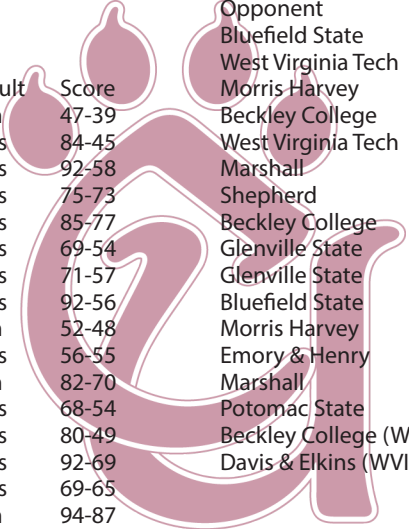 ult Score
n 47-39
s 84-45
s 92-58
s 75-73
s 85-77
s 69-54
s 71-57
s 92-56
n 52-48
s 56-55
n 82-70
s 68-54
s 80-49
s 92-69
s 69-65
n 94-87
Opponent
Bluefield State
West Virginia Tech
Morris Harvey
Beckley College
West Virginia Tech
Marshall
Shepherd
Beckley College
Glenville State
Glenville State
Bluefield State
Morris Harvey
Emory & Henry
Marshall
Potomac State
Beckley College (W
Davis & Elkins (WVI